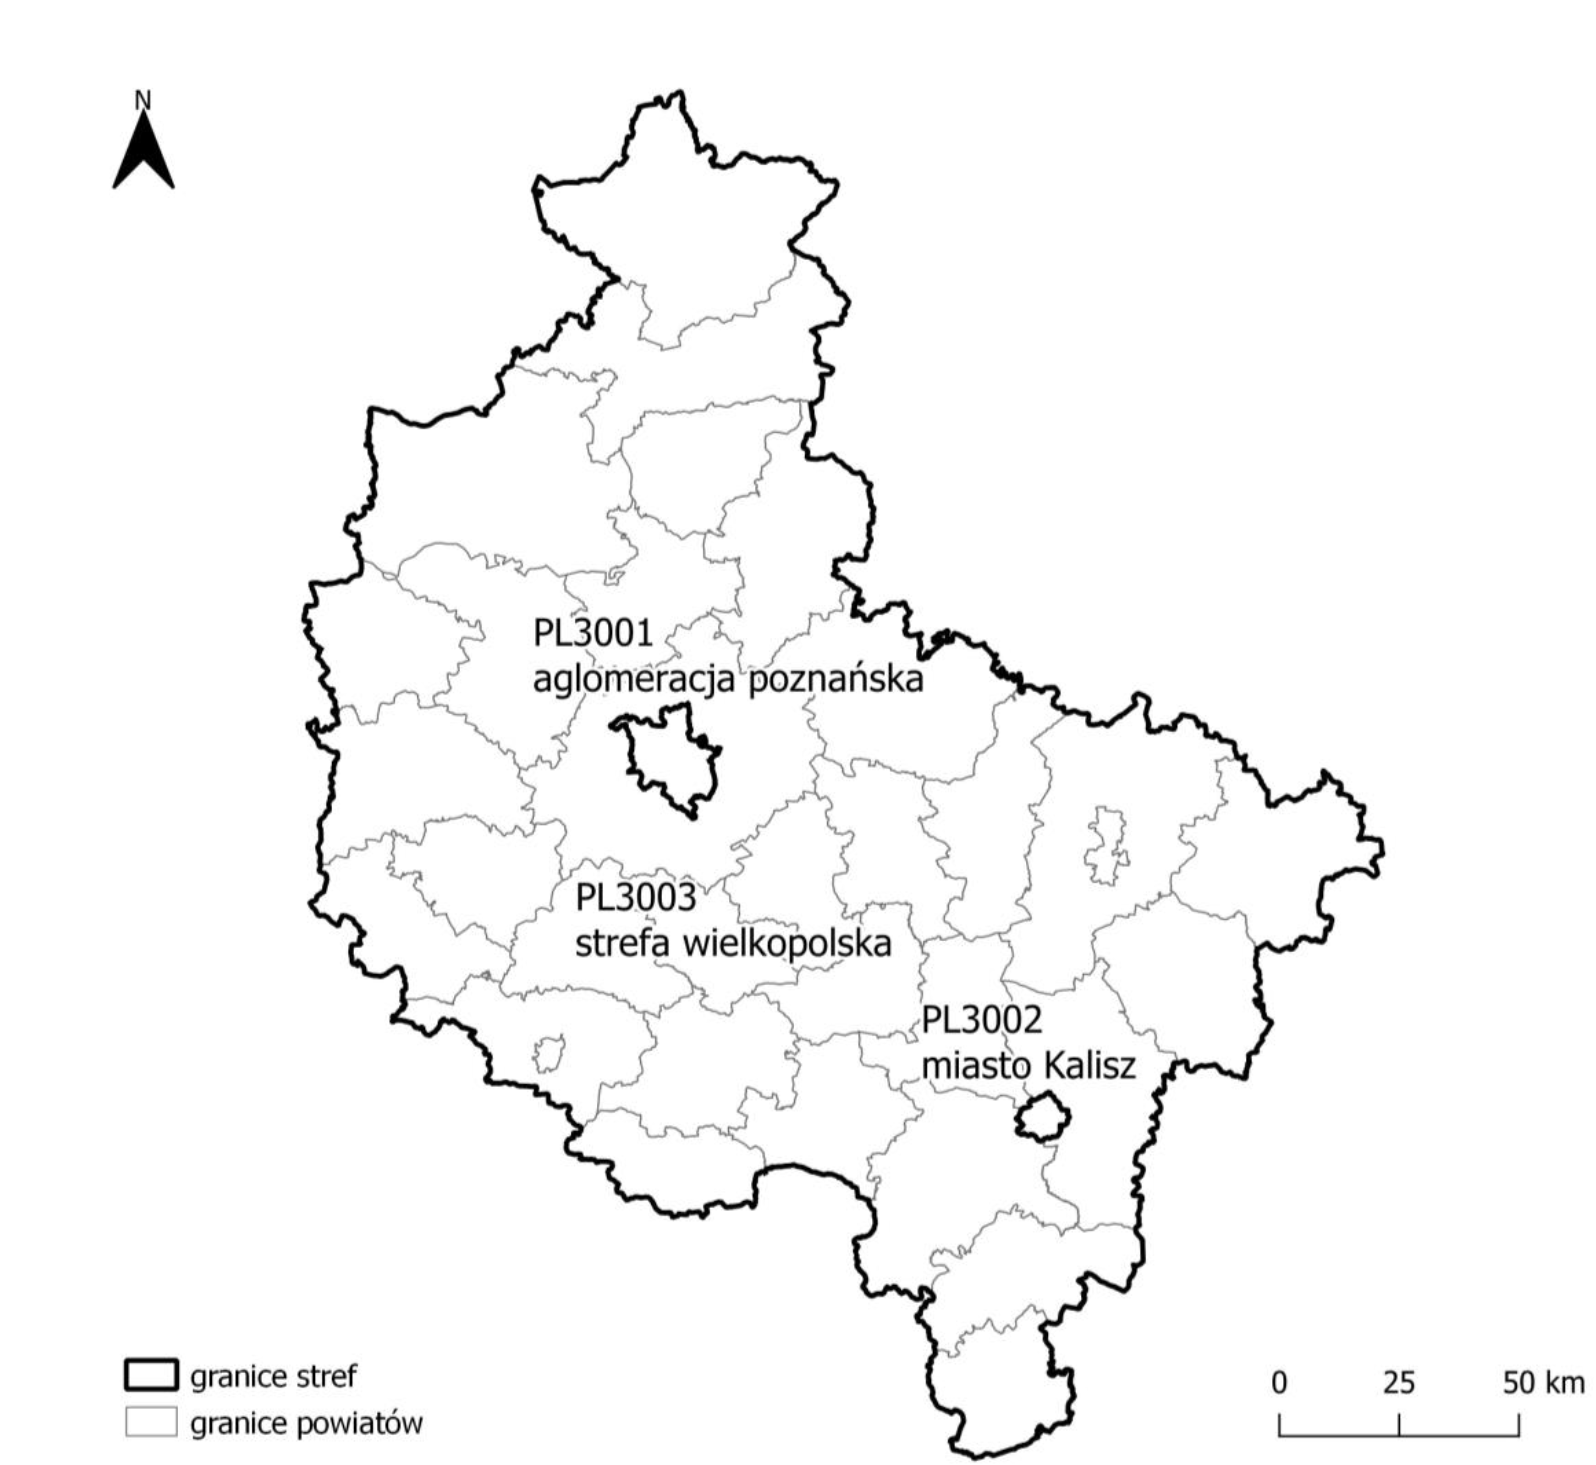 N
PL3001
aglomeracja poznańska
PL3003
strefa wielkopolska
PL3002
miasto Kalisz
granice stref
granice powiatów
0 25 50 km